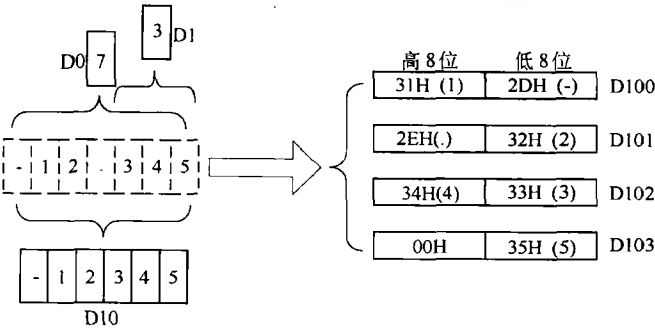 3 D1
D0 7
高8位 低8位
31H (1) 2DH (-) D100
2EH(.) 32H (2) D101
- 1 2 . 3 4 5
34H(4) 33H (3) D102
00H 35H (5) D103
- 1 2 3 4 5
D10